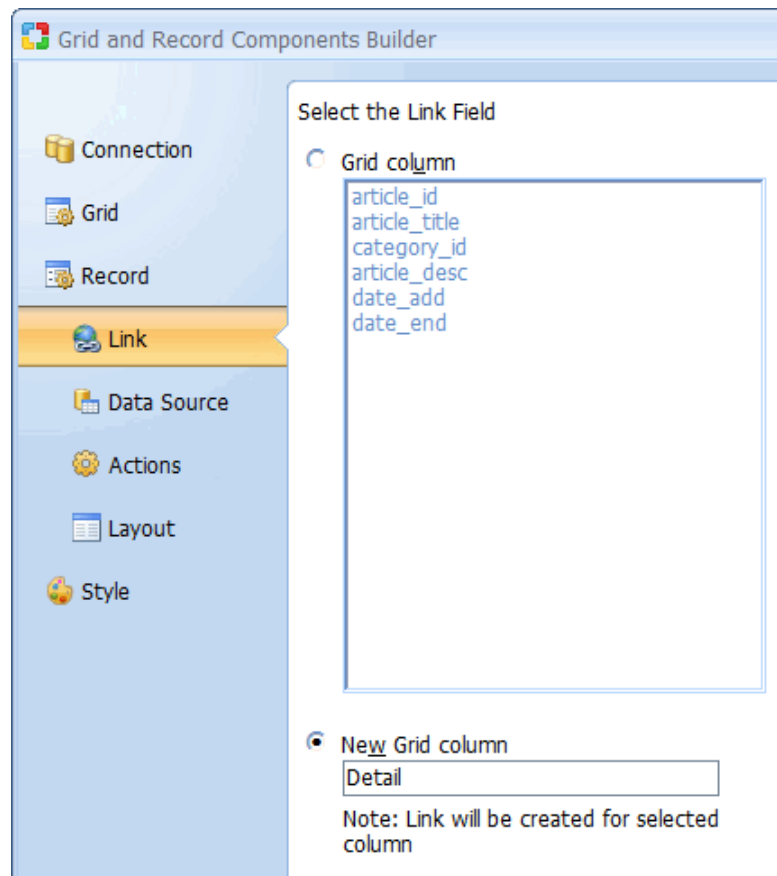 Grid and Record Components Builder
Connection
Grid
Record
Link
Data Source
Actions
Layout
Style
Select the Link Field
Grid column
article_id
article_title
category_id
article_desc
date_add
date_end
New Grid column
Detail
Note: Link will be created for selected
column